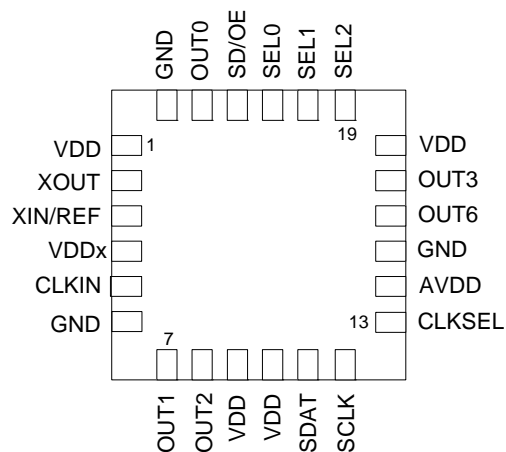 GND
OUT0
SD/OE
SEL0
SEL1
SEL2
VDD
1
19
VDD
XOUT
OUT3
XIN/REF
OUT6
VDDx
GND
CLKIN
AVDD
GND
7
13
CLKSEL
OUT1
OUT2
VDD
VDD
SDAT
SCLK